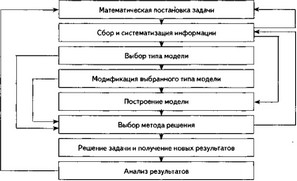 Математическая постановка задачи
Сбор и систематизация информации
Выбор типа модели
Модификация выбранного типа модели
Построение модели
Выбор метода решения
Решение задачи и получение новых результатов
Анализ результатов